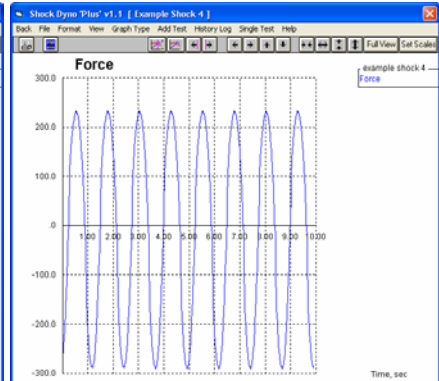 Shock Dyno 'Plus' v1.1 [ Example Shock 4 ]
Back File Format View Graph Type Add Test History Log Single Test Help
Full View Set Scales
Force
example shock 4
Force
300.0
200.0
100.0
.0
1.00 2.00 3.00 4.00 5.00 6.00 7.00 8.00 9.00 10.00
-100.0
-200.0
-300.0
Time, sec